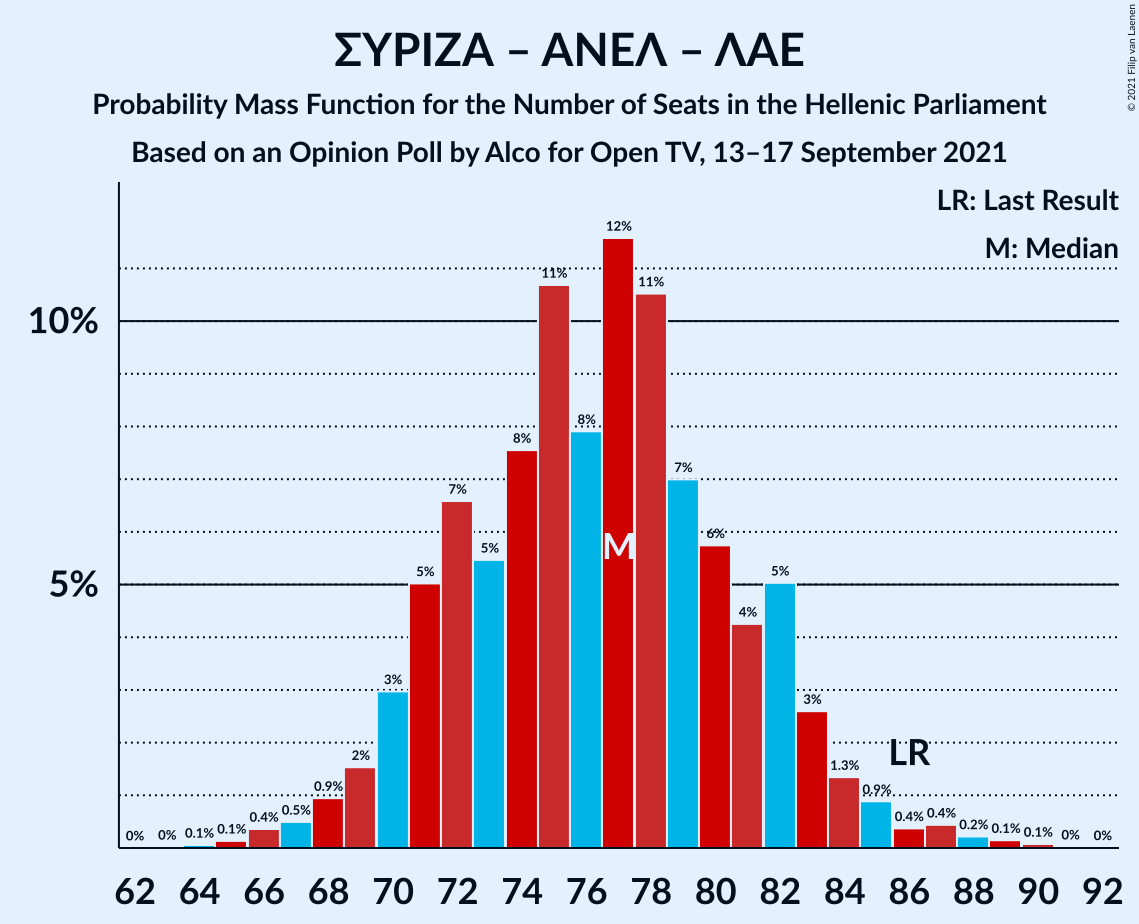 ΣΥΡΙΖΑ – ΑΝΕΛ – ΛΑΕ
Probability Mass Function for the Number of Seats in the Hellenic Parliament
Based on an Opinion Poll by Alco for Open TV, 13–17 September 2021
© 2021 Filip van Laenen
LR: Last Result
M: Median
10%
5%
0% 0% 0.1% 0.1% 0.4% 0.5% 0.9% 2% 3% 5% 7% 5% 8% 11% 8% 12% 11% 7% 6% 4% 5% 3% 1.3% 0.9% 0.4% 0.4% 0.2% 0.1% 0.1% 0% 0%
M
LR
62 64 66 68 70 72 74 76 78 80 82 84 86 88 90 92